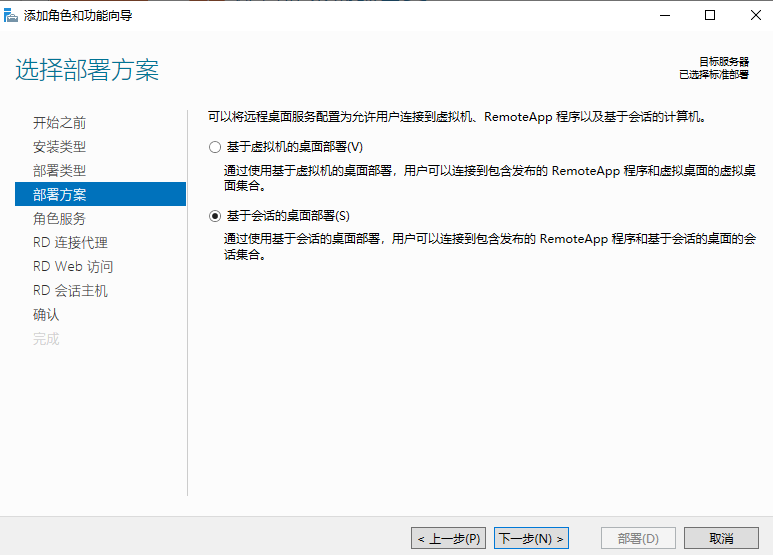 添加角色和功能向导
选择部署方案
目标服务器
已选择标准部署
开始之前
安装类型
部署类型
部署方案
角色服务
RD 连接代理
RD Web 访问
RD 会话主机
确认
完成
可以将远程桌面服务配置为允许用户连接到虚拟机、RemoteApp 程序以及基于会话的计算机。
基于虚拟机的桌面部署(V)
通过使用基于虚拟机的桌面部署，用户可以连接到包含发布的 RemoteApp 程序和虚拟桌面的虚拟桌
面集合。
基于会话的桌面部署(S)
通过使用基于会话的桌面部署，用户可以连接到包含发布的 RemoteApp 程序和基于会话的桌面的会
话集合。
< 上一步(P)
下一步(N) >
部署(D)
取消